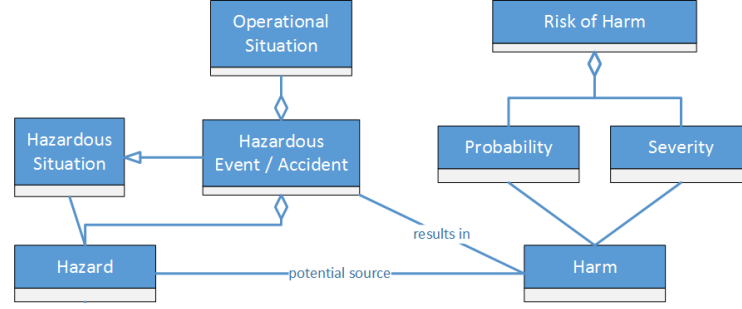 Operational
Situation
Risk of Harm
Hazardous
Situation
Hazardous
Event / Accident
Probability
Severity
results in
Hazard
potential source
Harm